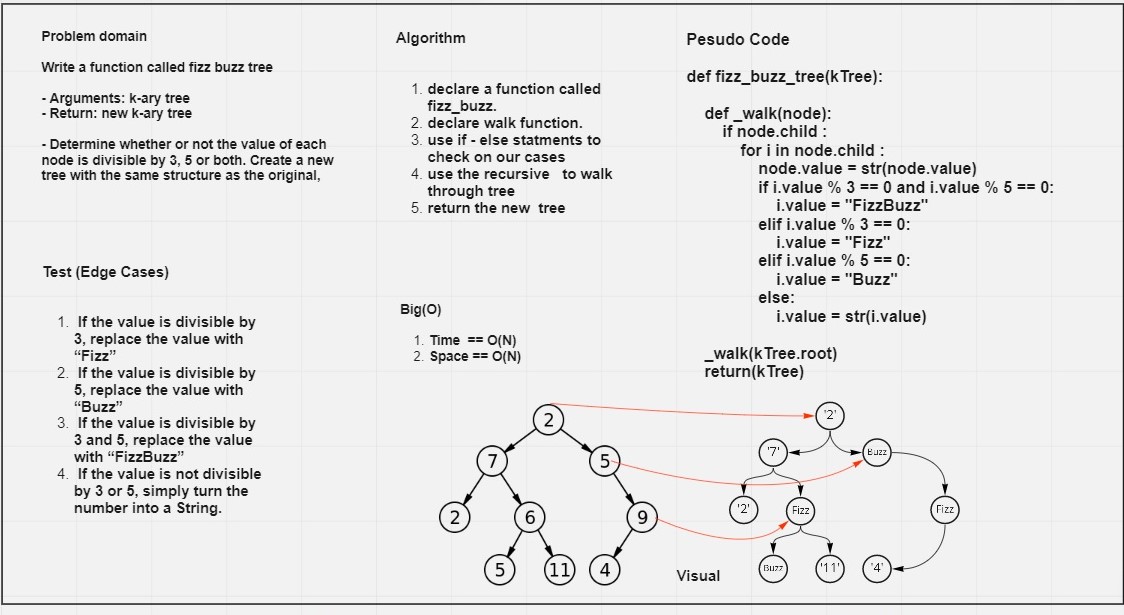 Problem domain
Write a function called fizz buzz tree
- Arguments: k-ary tree
- Return: new k-ary tree
- Determine whether or not the value of each
node is divisible by 3, 5 or both. Create a new
tree with the same structure as the original,
Test (Edge Cases)
1. If the value is divisible by
3, replace the value with
“Fizz”
2. If the value is divisible by
5, replace the value with
“Buzz”
3. If the value is divisible by
3 and 5, replace the value
with “FizzBuzz”
4. If the value is not divisible
by 3 or 5, simply turn the
number into a String.
Algorithm
1. declare a function called
fizz_buzz.
2. declare walk function.
3. use if - else statments to
check on our cases
4. use the recursive to walk
through tree
5. return the new tree
Big(O)
1. Time == O(N)
2. Space == O(N)
Pesudo Code
def fizz_buzz_tree(kTree):
def _walk(node):
if node.child :
for i in node.child :
node.value = str(node.value)
if i.value % 3 == 0 and i.value % 5 == 0:
i.value = "FizzBuzz"
elif i.value % 3 == 0:
i.value = "Fizz"
elif i.value % 5 == 0:
i.value = "Buzz"
else:
i.value = str(i.value)
_walk(kTree.root)
return(kTree)
2
7 5
2 6 9
5 11 4
Visual
'2'
'7' Buzz
'2' Fizz Fizz
Buzz '11' '4'